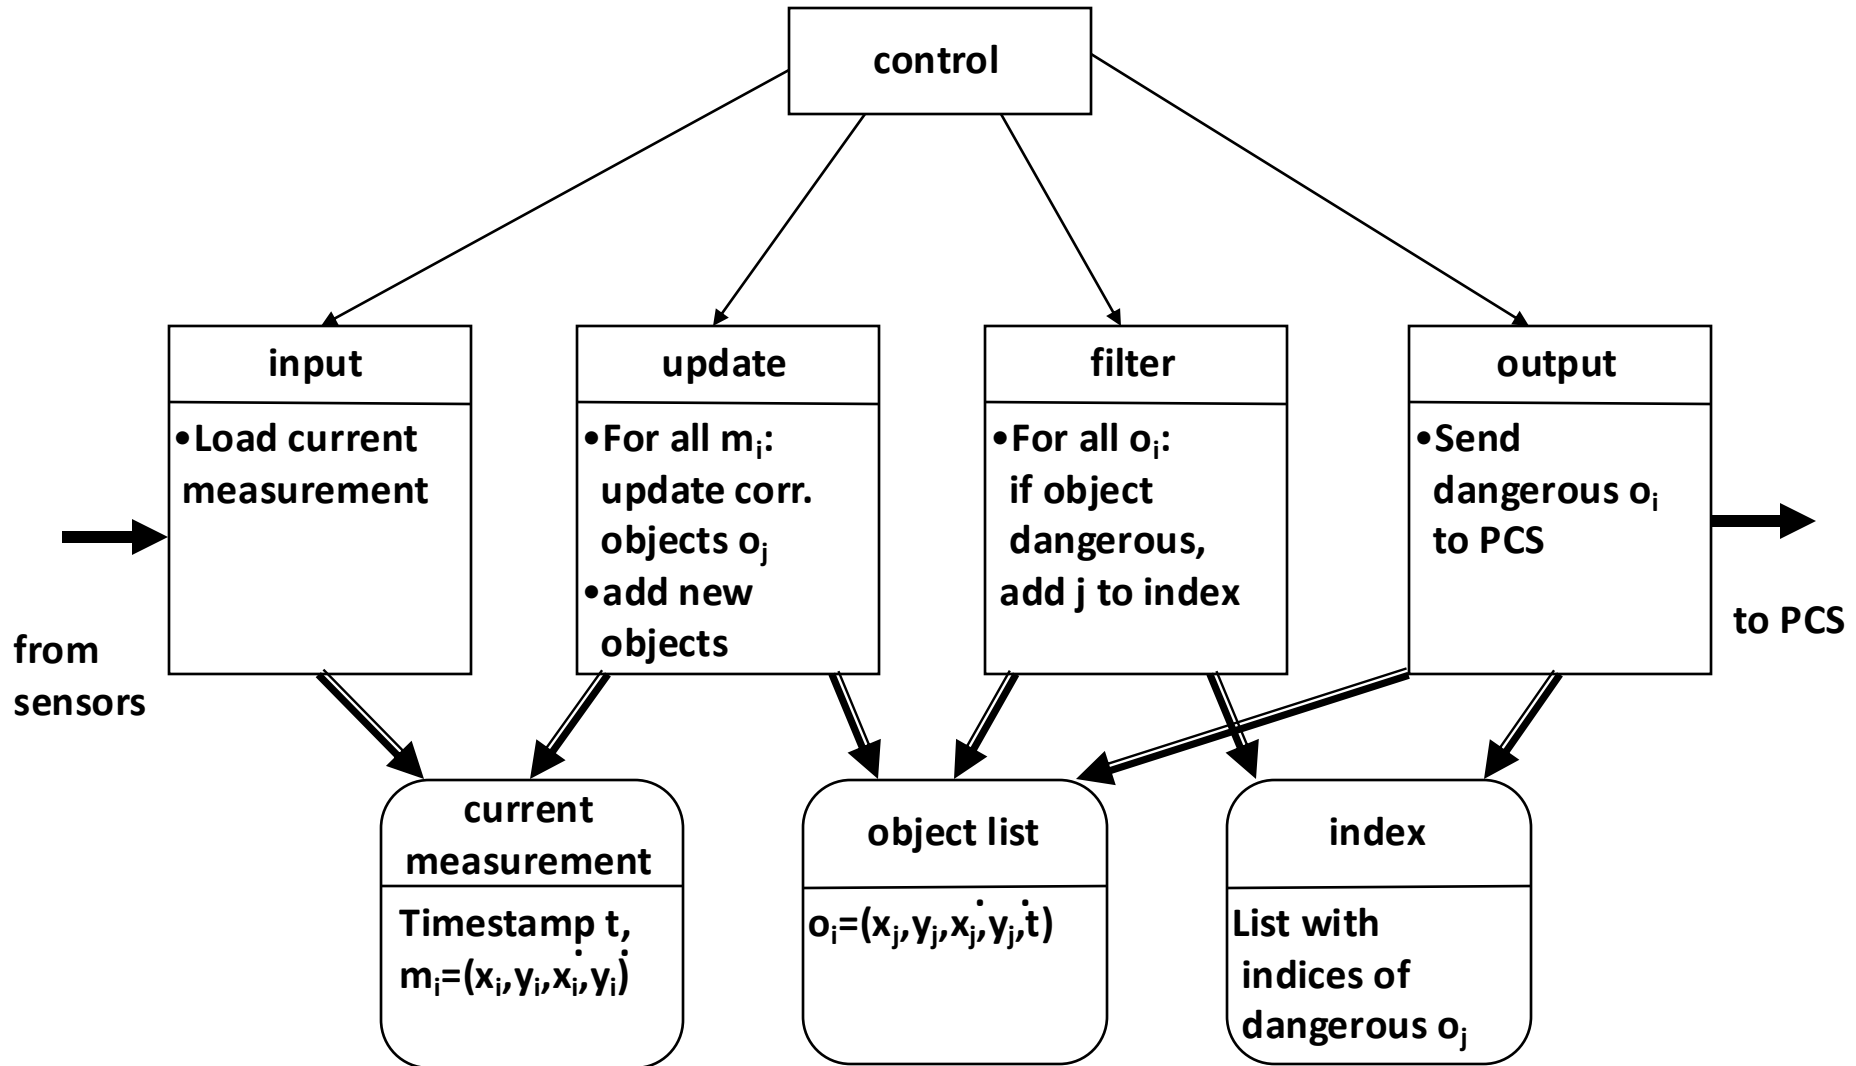 control
input
•Load current
measurement
update
•For all mᵢ:
update corr.
objects oⱼ
•add new
objects
filter
•For all oᵢ:
if object
dangerous,
add j to index
output
•Send
dangerous oᵢ
to PCS
from
sensors
to PCS
current
measurement
Timestamp t,
mᵢ=(xᵢ,yᵢ,ẋᵢ,ẏᵢ)
object list
oᵢ=(xⱼ,yⱼ,ẋⱼ,ẏⱼ,t)
index
List with
indices of
dangerous oⱼ